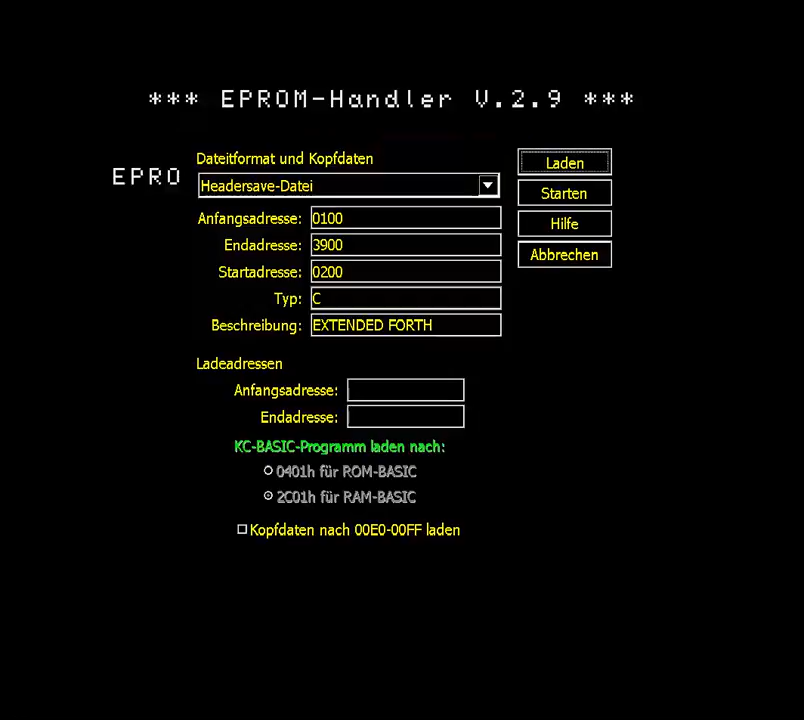 *** EPROM-Handler V.2.9 ***
EPRO
Dateitformat und Kopfdaten
Headersave-Datei
Laden
Starten
Hilfe
Abbrechen
Anfangsadresse: 0100
Endadresse: 3900
Startadresse: 0200
Typ: C
Beschreibung: EXTENDED FORTH
Ladeadressen
Anfangsadresse:
Endadresse:
KC-BASIC-Programm laden nach:
0401h für ROM-BASIC
2C01h für RAM-BASIC
Kopfdaten nach 00E0-00FF laden